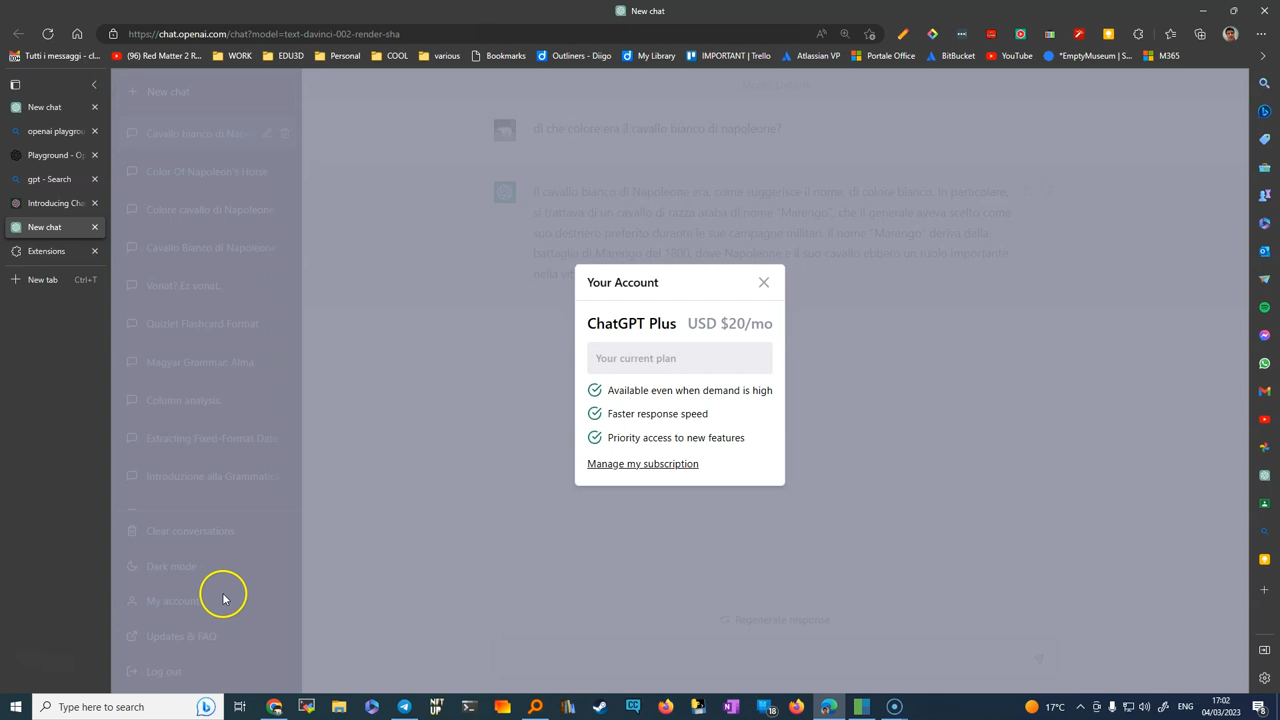 New chat
https://chat.openai.com/chat?model=text-davinci-002-render-sha
Tutti i messaggi - cl...
(96) Red Matter 2 R...
WORK
EDU3D
Personal
COOL
various
Bookmarks
Outliners - Diigo
My Library
IMPORTANT | Trello
Atlassian VP
Portale Office
BitBucket
YouTube
*EmptyMuseum | S...
M365
New chat
openai playgrou
Playground - Op
gpt - Search
Introducing Cha
New chat
Extensions
New tab Ctrl+T
New chat
Cavallo bianco di Nap
Color Of Napoleon's Horse
Colore cavallo di Napoleone
Cavallo Bianco di Napoleone
Vonat? Ez vonat.
Quizlet Flashcard Format
Magyar Grammar: Alma
Column analysis.
Extracting Fixed-Format Data
Introduzione alla Grammatica
Clear conversations
Dark mode
My account
Updates & FAQ
Log out
di che colore era il cavallo bianco di napoleone?
Il cavallo bianco di Napoleone era, come suggerisce il nome, di colore bianco. In particolare,
si trattava di un cavallo di razza araba di nome "Marengo", che il generale aveva scelto come
suo destriero preferito durante le sue campagne militari. Il nome "Marengo" deriva dalla
battaglia di Marengo del 1800, dove Napoleone e il suo cavallo ebbero un ruolo importante
nella
Your Account
ChatGPT Plus USD $20/mo
Your current plan
Available even when demand is high
Faster response speed
Priority access to new features
Manage my subscription
Regenerate response
Type here to search
NFT
UP
CC
18
17°C
17:02
04/03/2023